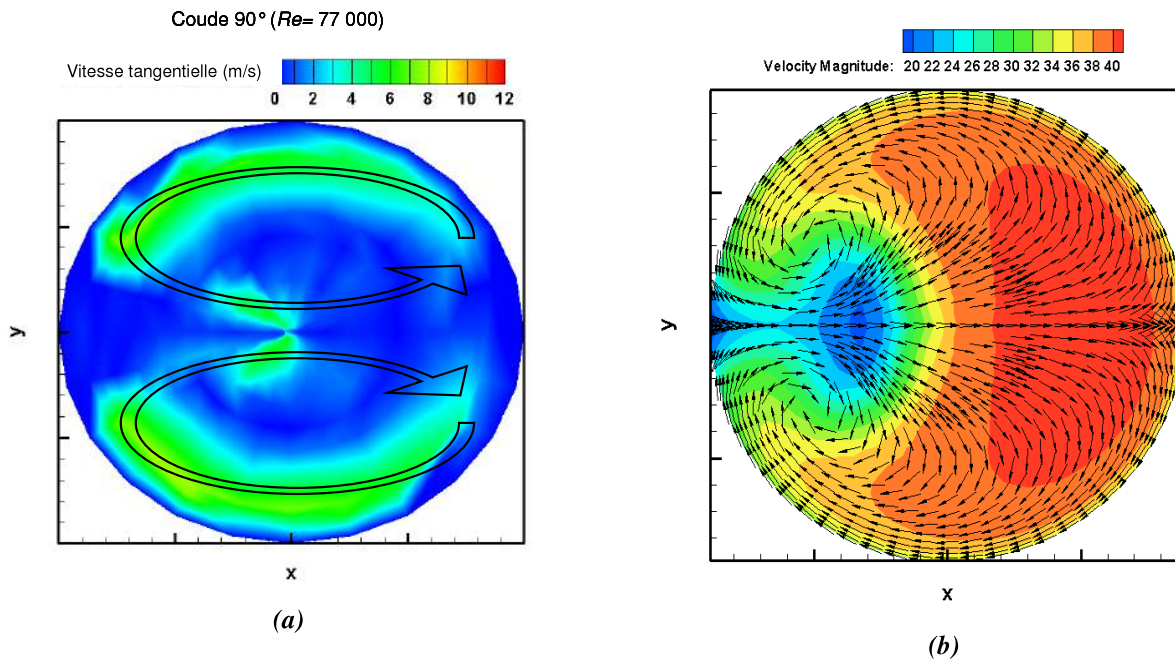 Coude 90° (Re= 77 000)
Vitesse tangentielle (m/s)
0 2 4 6 8 10 12
y
x
(a)
Velocity Magnitude: 20 22 24 26 28 30 32 34 36 38 40
y
x
(b)